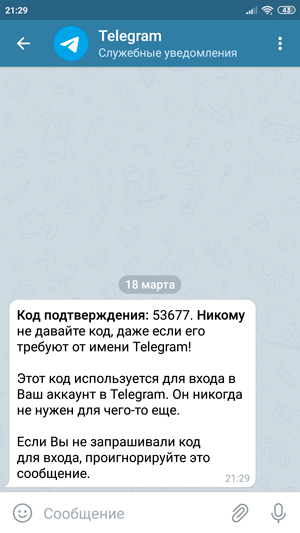 21:29
43
Telegram
Служебные уведомления
18 марта
Код подтверждения: 53677. Никому
не давайте код, даже если его
требуют от имени Telegram!
Этот код используется для входа в
Ваш аккаунт в Telegram. Он никогда
не нужен для чего-то еще.
Если Вы не запрашивали код
для входа, проигнорируйте это
сообщение.
21:29
Сообщение